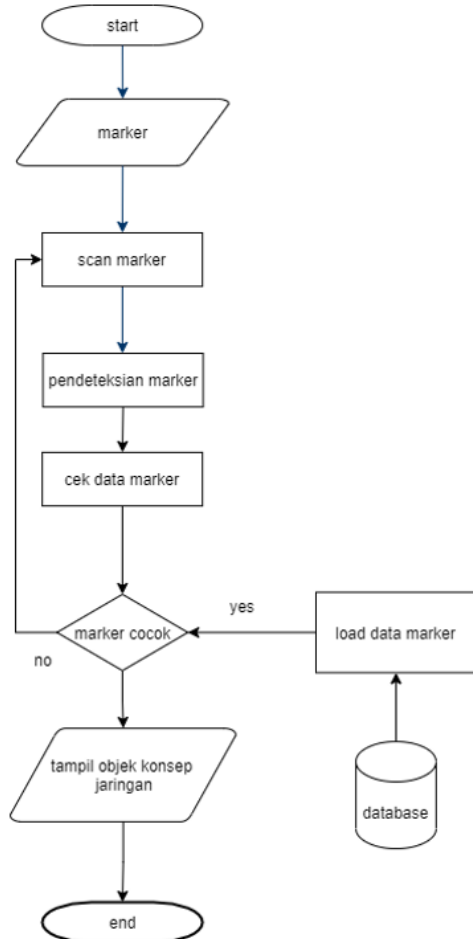 start
marker
scan marker
pendeteksian marker
cek data marker
yes
marker cocok
load data marker
no
tampil objek konsep
jaringan
database
end